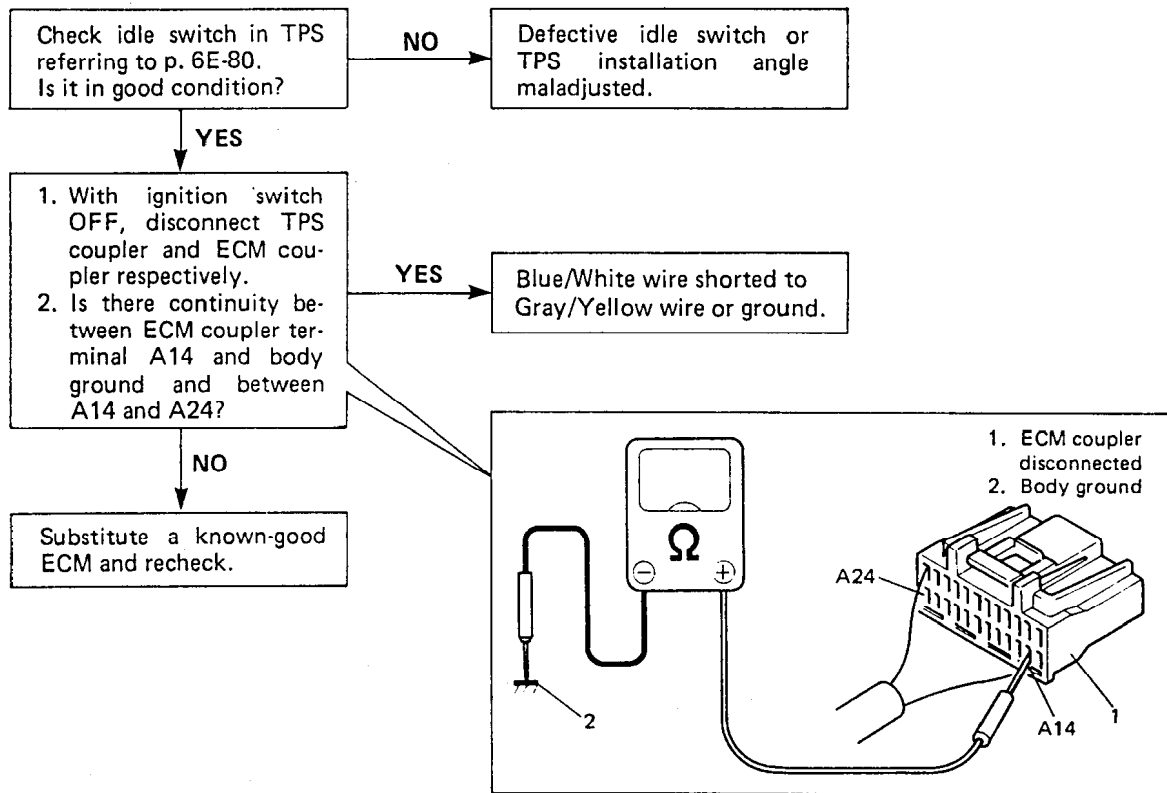 Check idle switch in TPS
referring to p. 6E-80.
Is it in good condition?
NO
Defective idle switch or
TPS installation angle
maladjusted.
YES
1. With ignition switch
OFF, disconnect TPS
coupler and ECM cou-
pler respectively.
2. Is there continuity be-
tween ECM coupler ter-
minal A14 and body
ground and between
A14 and A24?
YES
Blue/White wire shorted to
Gray/Yellow wire or ground.
NO
Substitute a known-good
ECM and recheck.
1. ECM coupler
disconnected
2. Body ground
Ω
− +
A24
2
A14
1